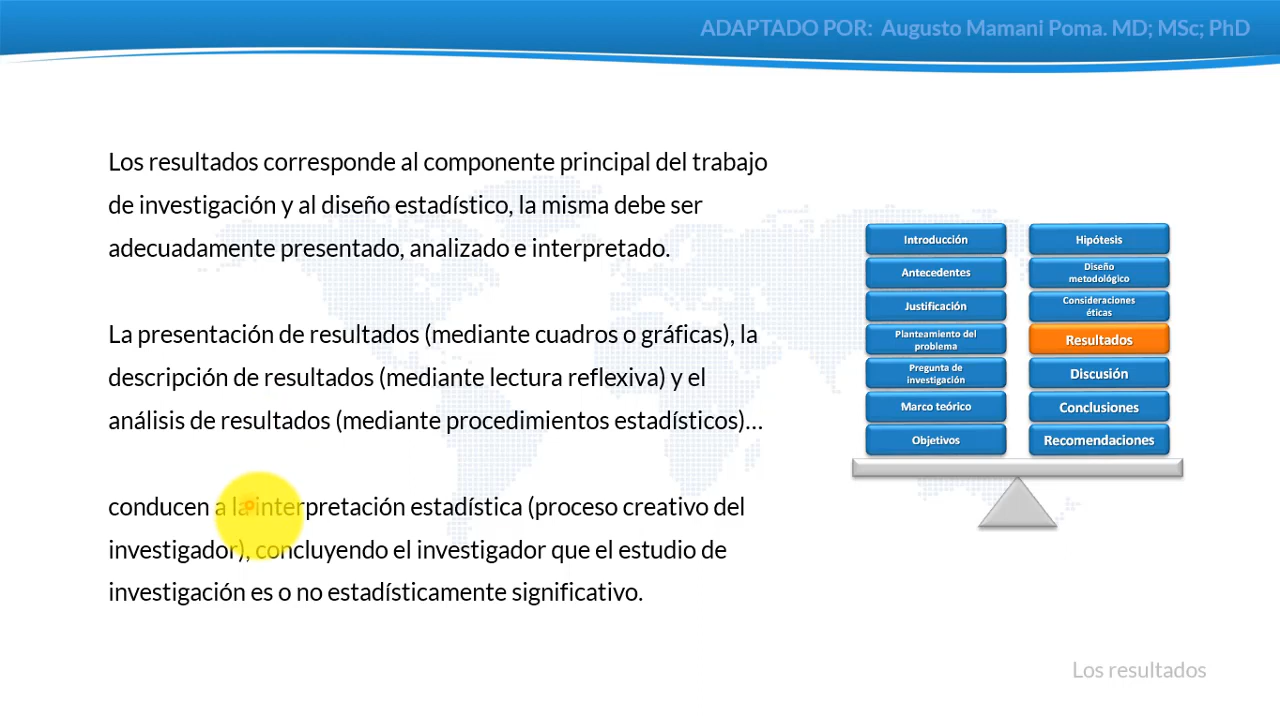 ADAPTADO POR: Augusto Mamani Poma. MD; MSc; PhD
Los resultados corresponde al componente principal del trabajo
de investigación y al diseño estadístico, la misma debe ser
adecuadamente presentado, analizado e interpretado.
La presentación de resultados (mediante cuadros o gráficas), la
descripción de resultados (mediante lectura reflexiva) y el
análisis de resultados (mediante procedimientos estadísticos)...
conducen a la interpretación estadística (proceso creativo del
investigador), concluyendo el investigador que el estudio de
investigación es o no estadísticamente significativo.
Introducción
Antecedentes
Justificación
Planteamiento del
problema
Pregunta de
investigación
Marco teórico
Objetivos
Hipótesis
Diseño
metodológico
Consideraciones
éticas
Resultados
Discusión
Conclusiones
Recomendaciones
Los resultados